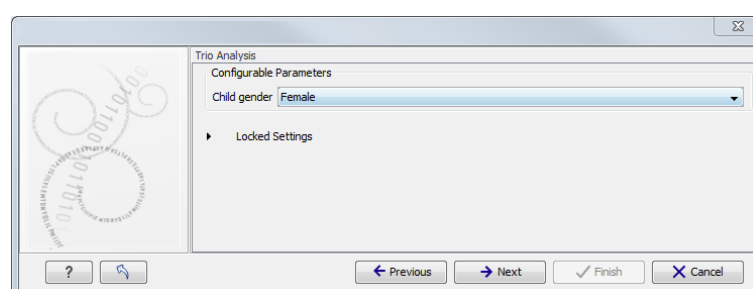 Trio Analysis
Configurable Parameters
Child gender Female
Locked Settings
?
Previous
Next
Finish
Cancel